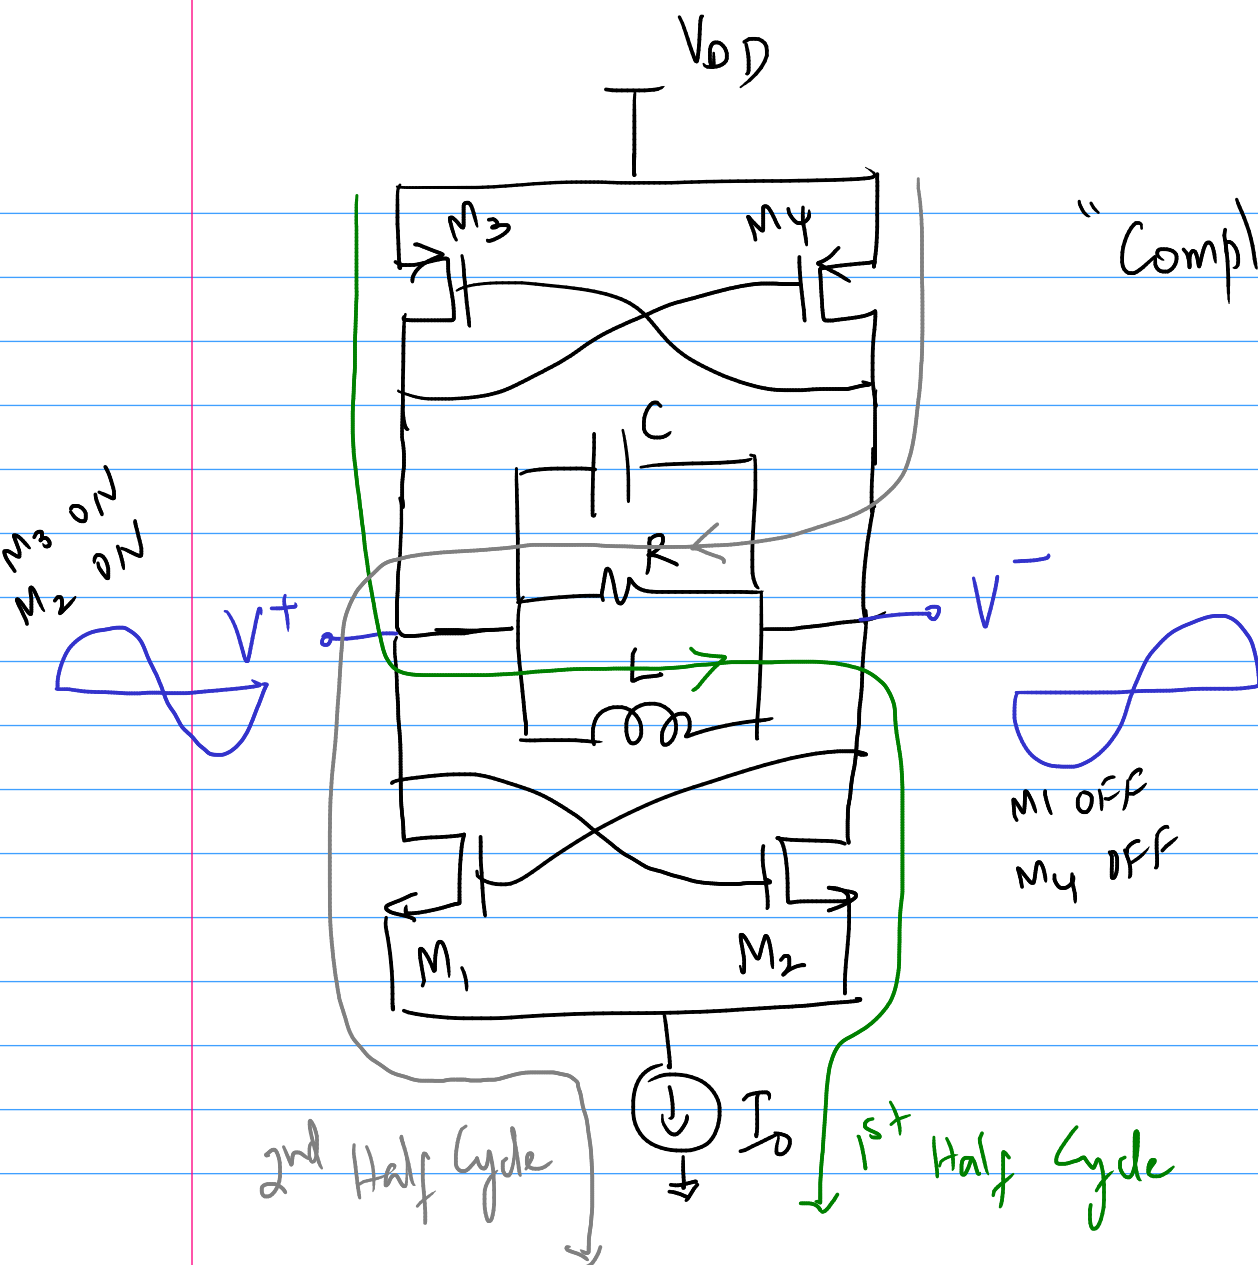 VDD
M3
M4
"Compl
C
M3 ON
M2 ON
R
V+
V−
L
M1 OFF
M4 OFF
M1
M2
I0
1st Half Cycle
2nd Half Cycle